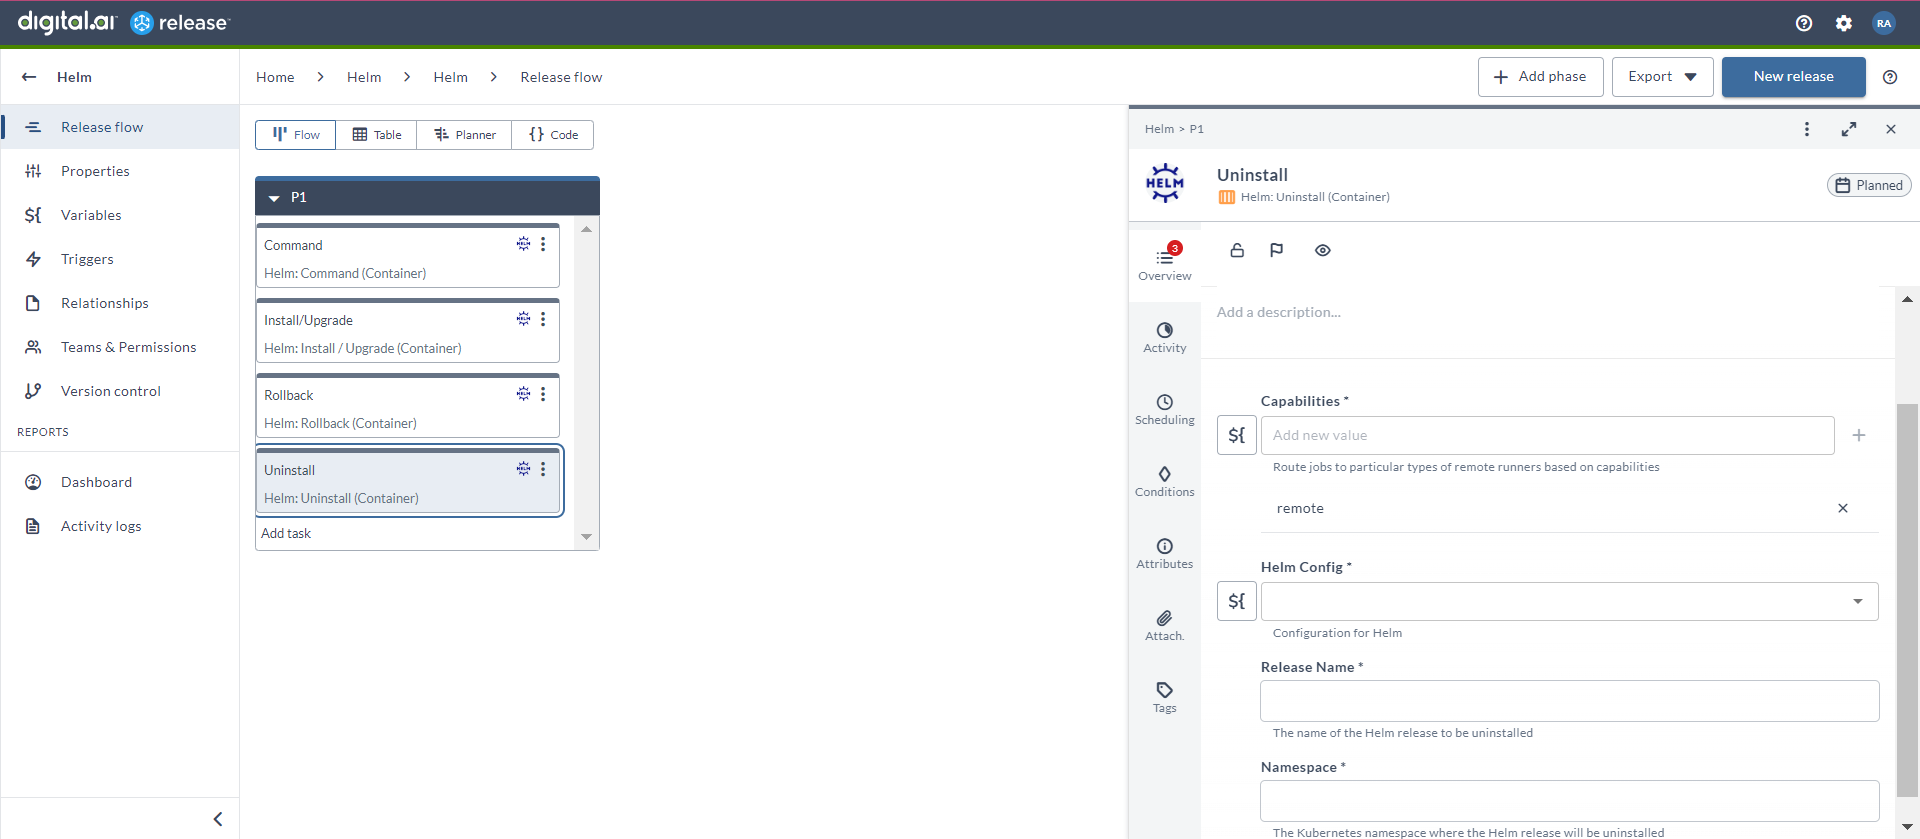 digital.ai release
RA
Helm
Home > Helm > Helm > Release flow
Add phase
Export
New release
Release flow
Properties
Variables
Triggers
Relationships
Teams & Permissions
Version control
REPORTS
Dashboard
Activity logs
Flow
Table
Planner
Code
P1
Command
Helm: Command (Container)
Install/Upgrade
Helm: Install / Upgrade (Container)
Rollback
Helm: Rollback (Container)
Uninstall
Helm: Uninstall (Container)
Add task
Helm > P1
HELM
Uninstall
Helm: Uninstall (Container)
Planned
3
Overview
Activity
Scheduling
Conditions
Attributes
Attach.
Tags
Add a description...
Capabilities *
${
Add new value
Route jobs to particular types of remote runners based on capabilities
remote
Helm Config *
${
Configuration for Helm
Release Name *
The name of the Helm release to be uninstalled
Namespace *
The Kubernetes namespace where the Helm release will be uninstalled